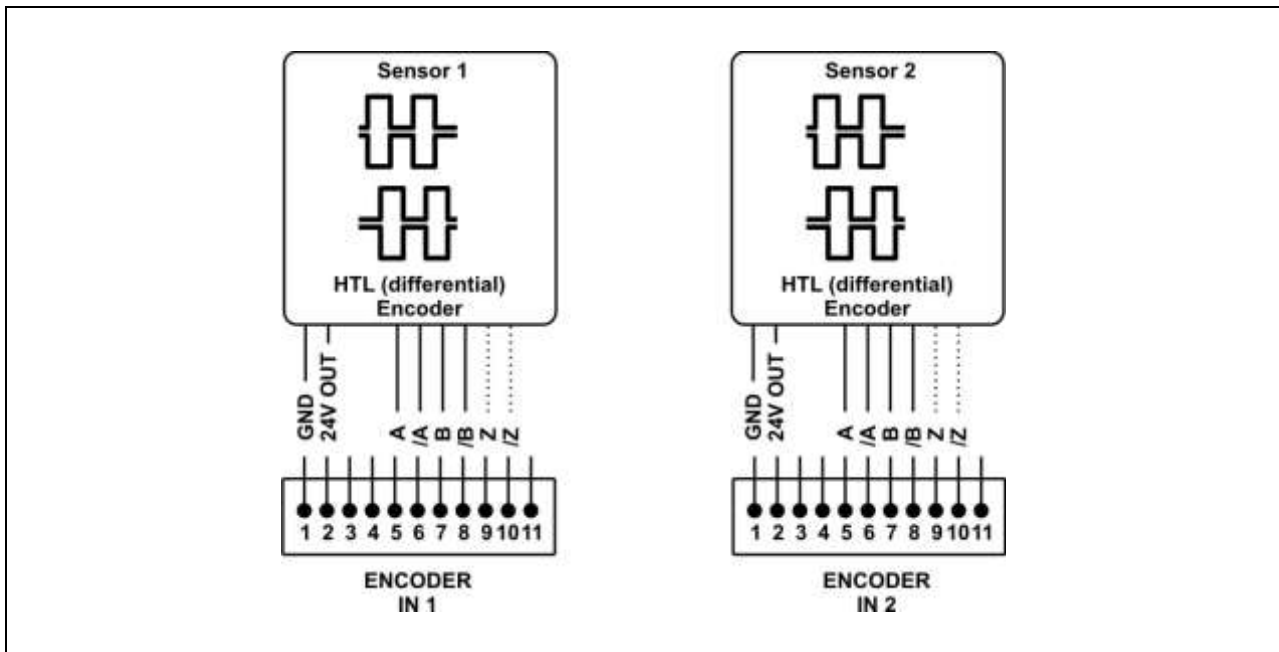 Sensor 1
HTL (differential)
Encoder
GND
24V OUT
A
/A
B
/B
Z
/Z
1 2 3 4 5 6 7 8 9 10 11
ENCODER
IN 1
Sensor 2
HTL (differential)
Encoder
GND
24V OUT
A
/A
B
/B
Z
/Z
1 2 3 4 5 6 7 8 9 10 11
ENCODER
IN 2